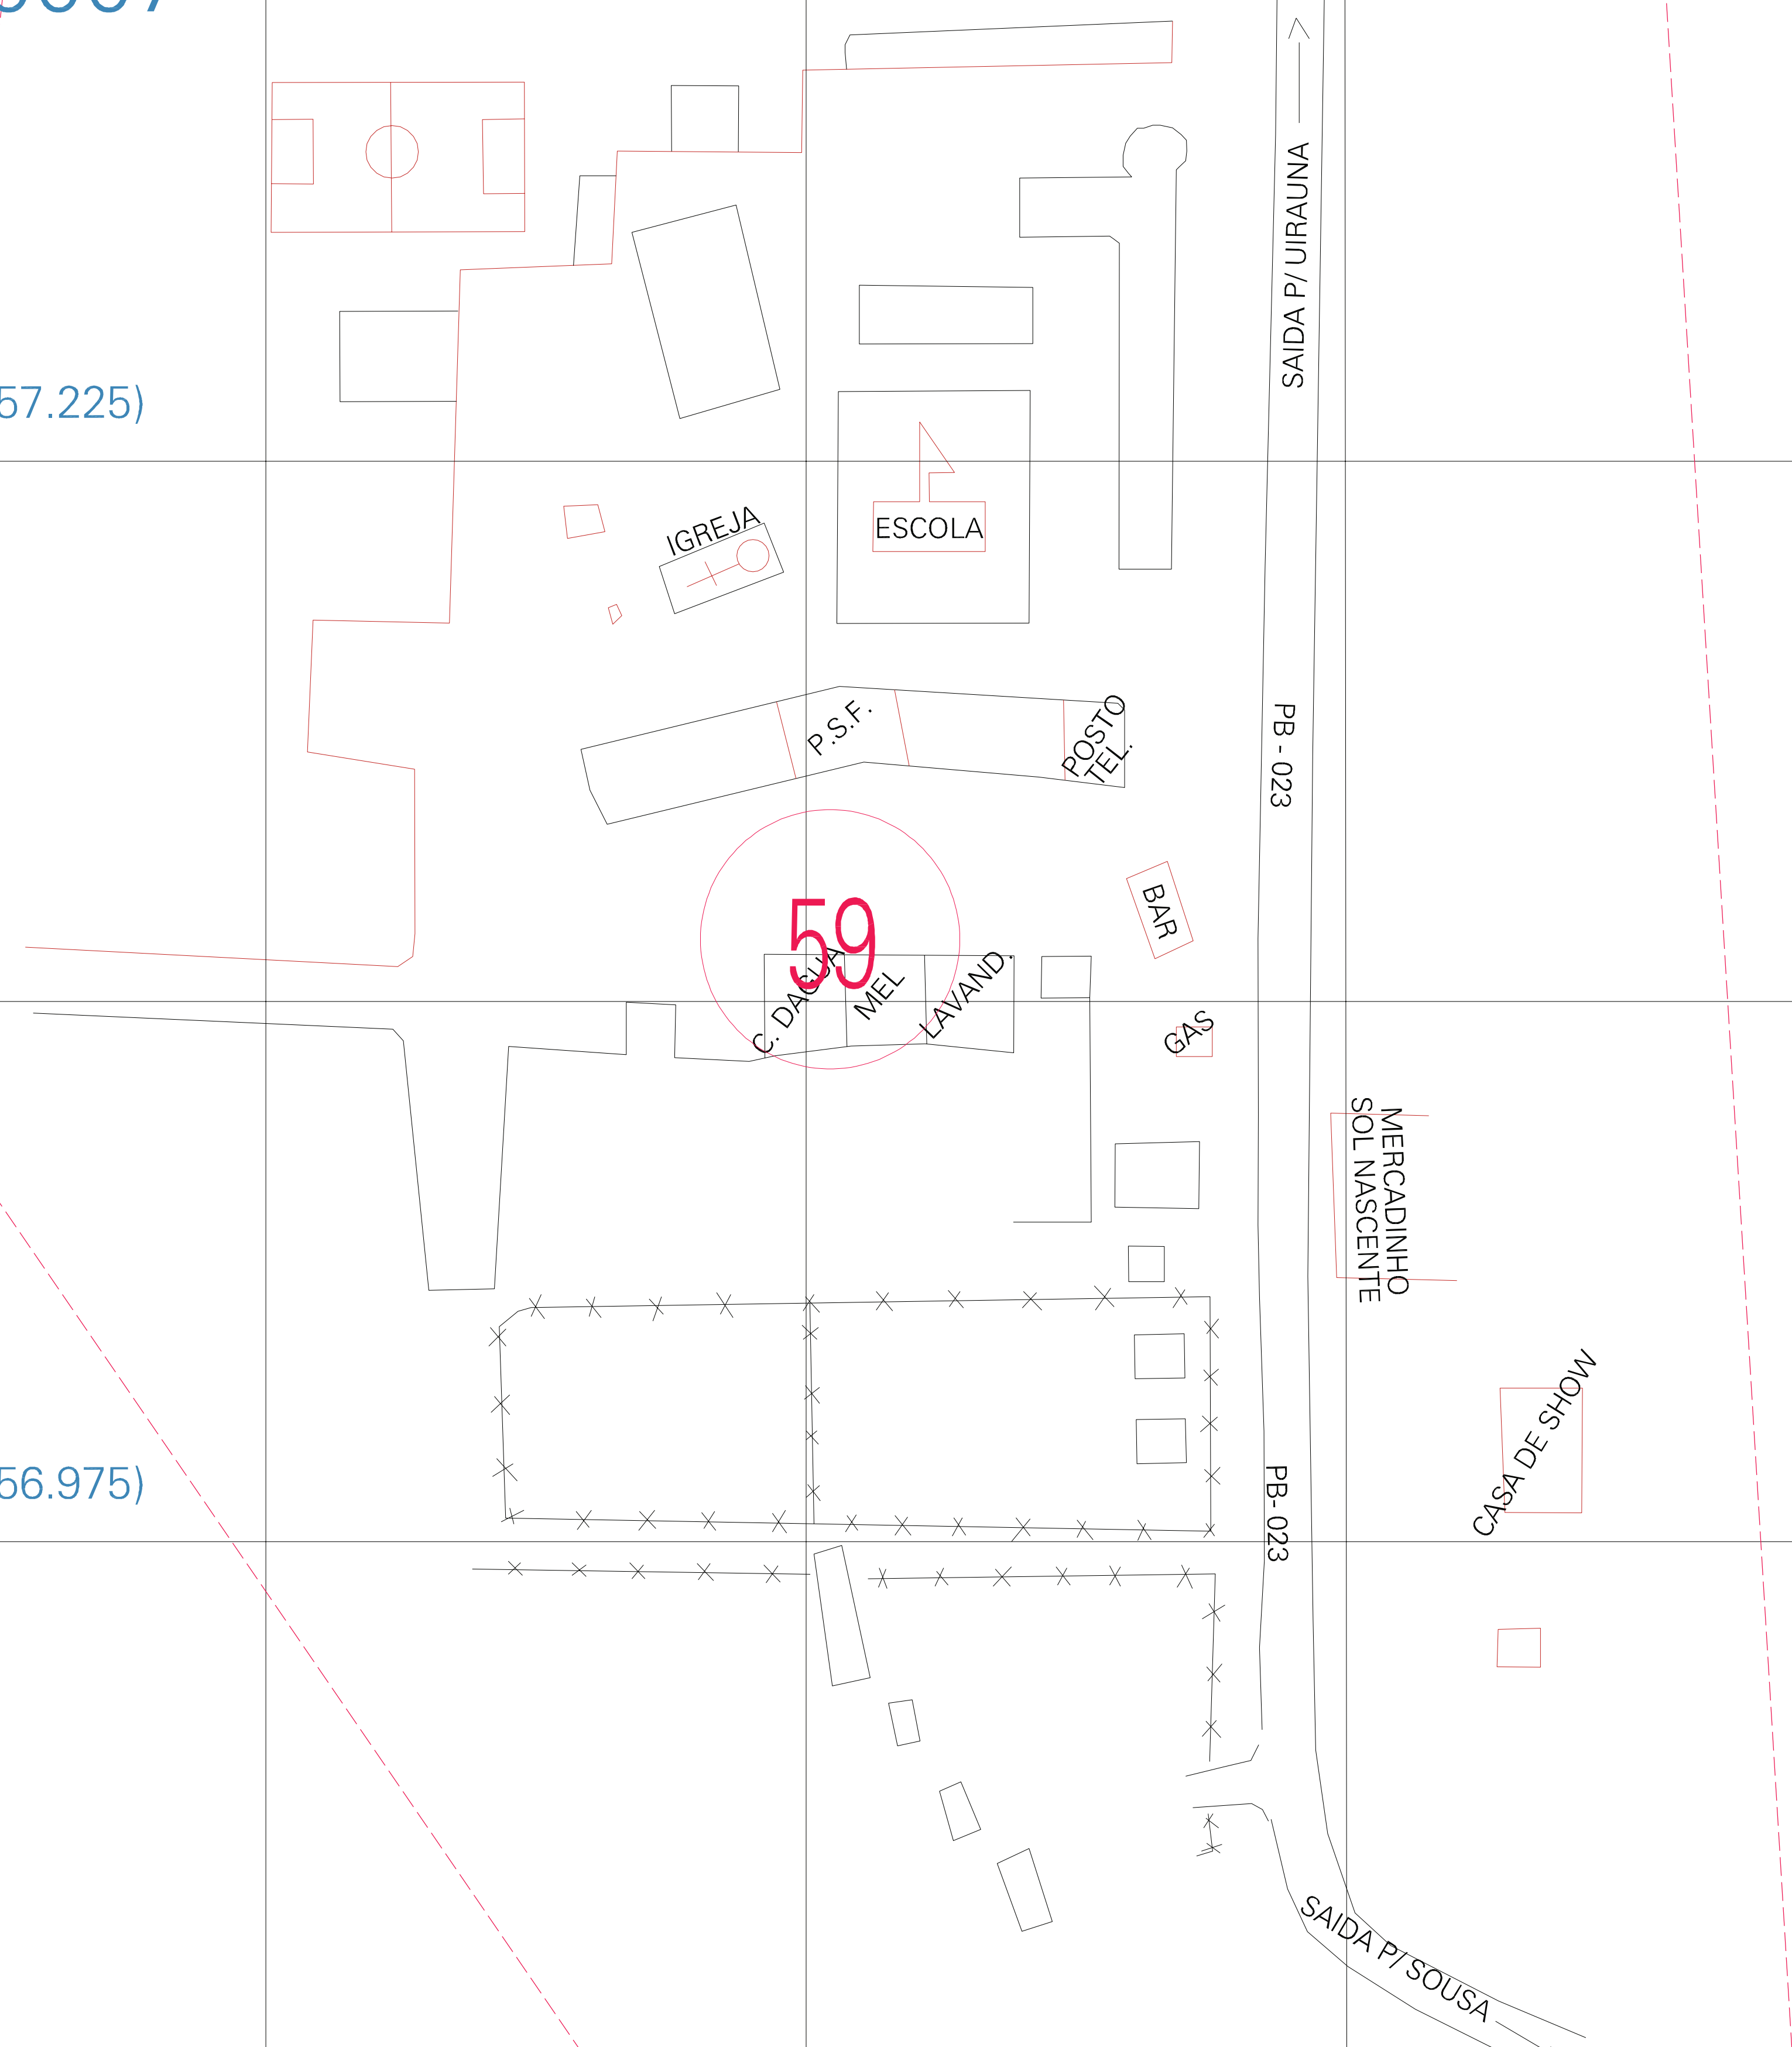 SAIDA P/ UIRAUNA
57.225)
IGREJA
ESCOLA
P.S.F.
POSTO
TEL.
PB - 023
BAR
59
C. DAGUA
MEL
LAVAND.
GAS
MERCADINHO
SOL NASCENTE
CASA DE SHOW
56.975)
PB- 023
SAIDA P/ SOUSA